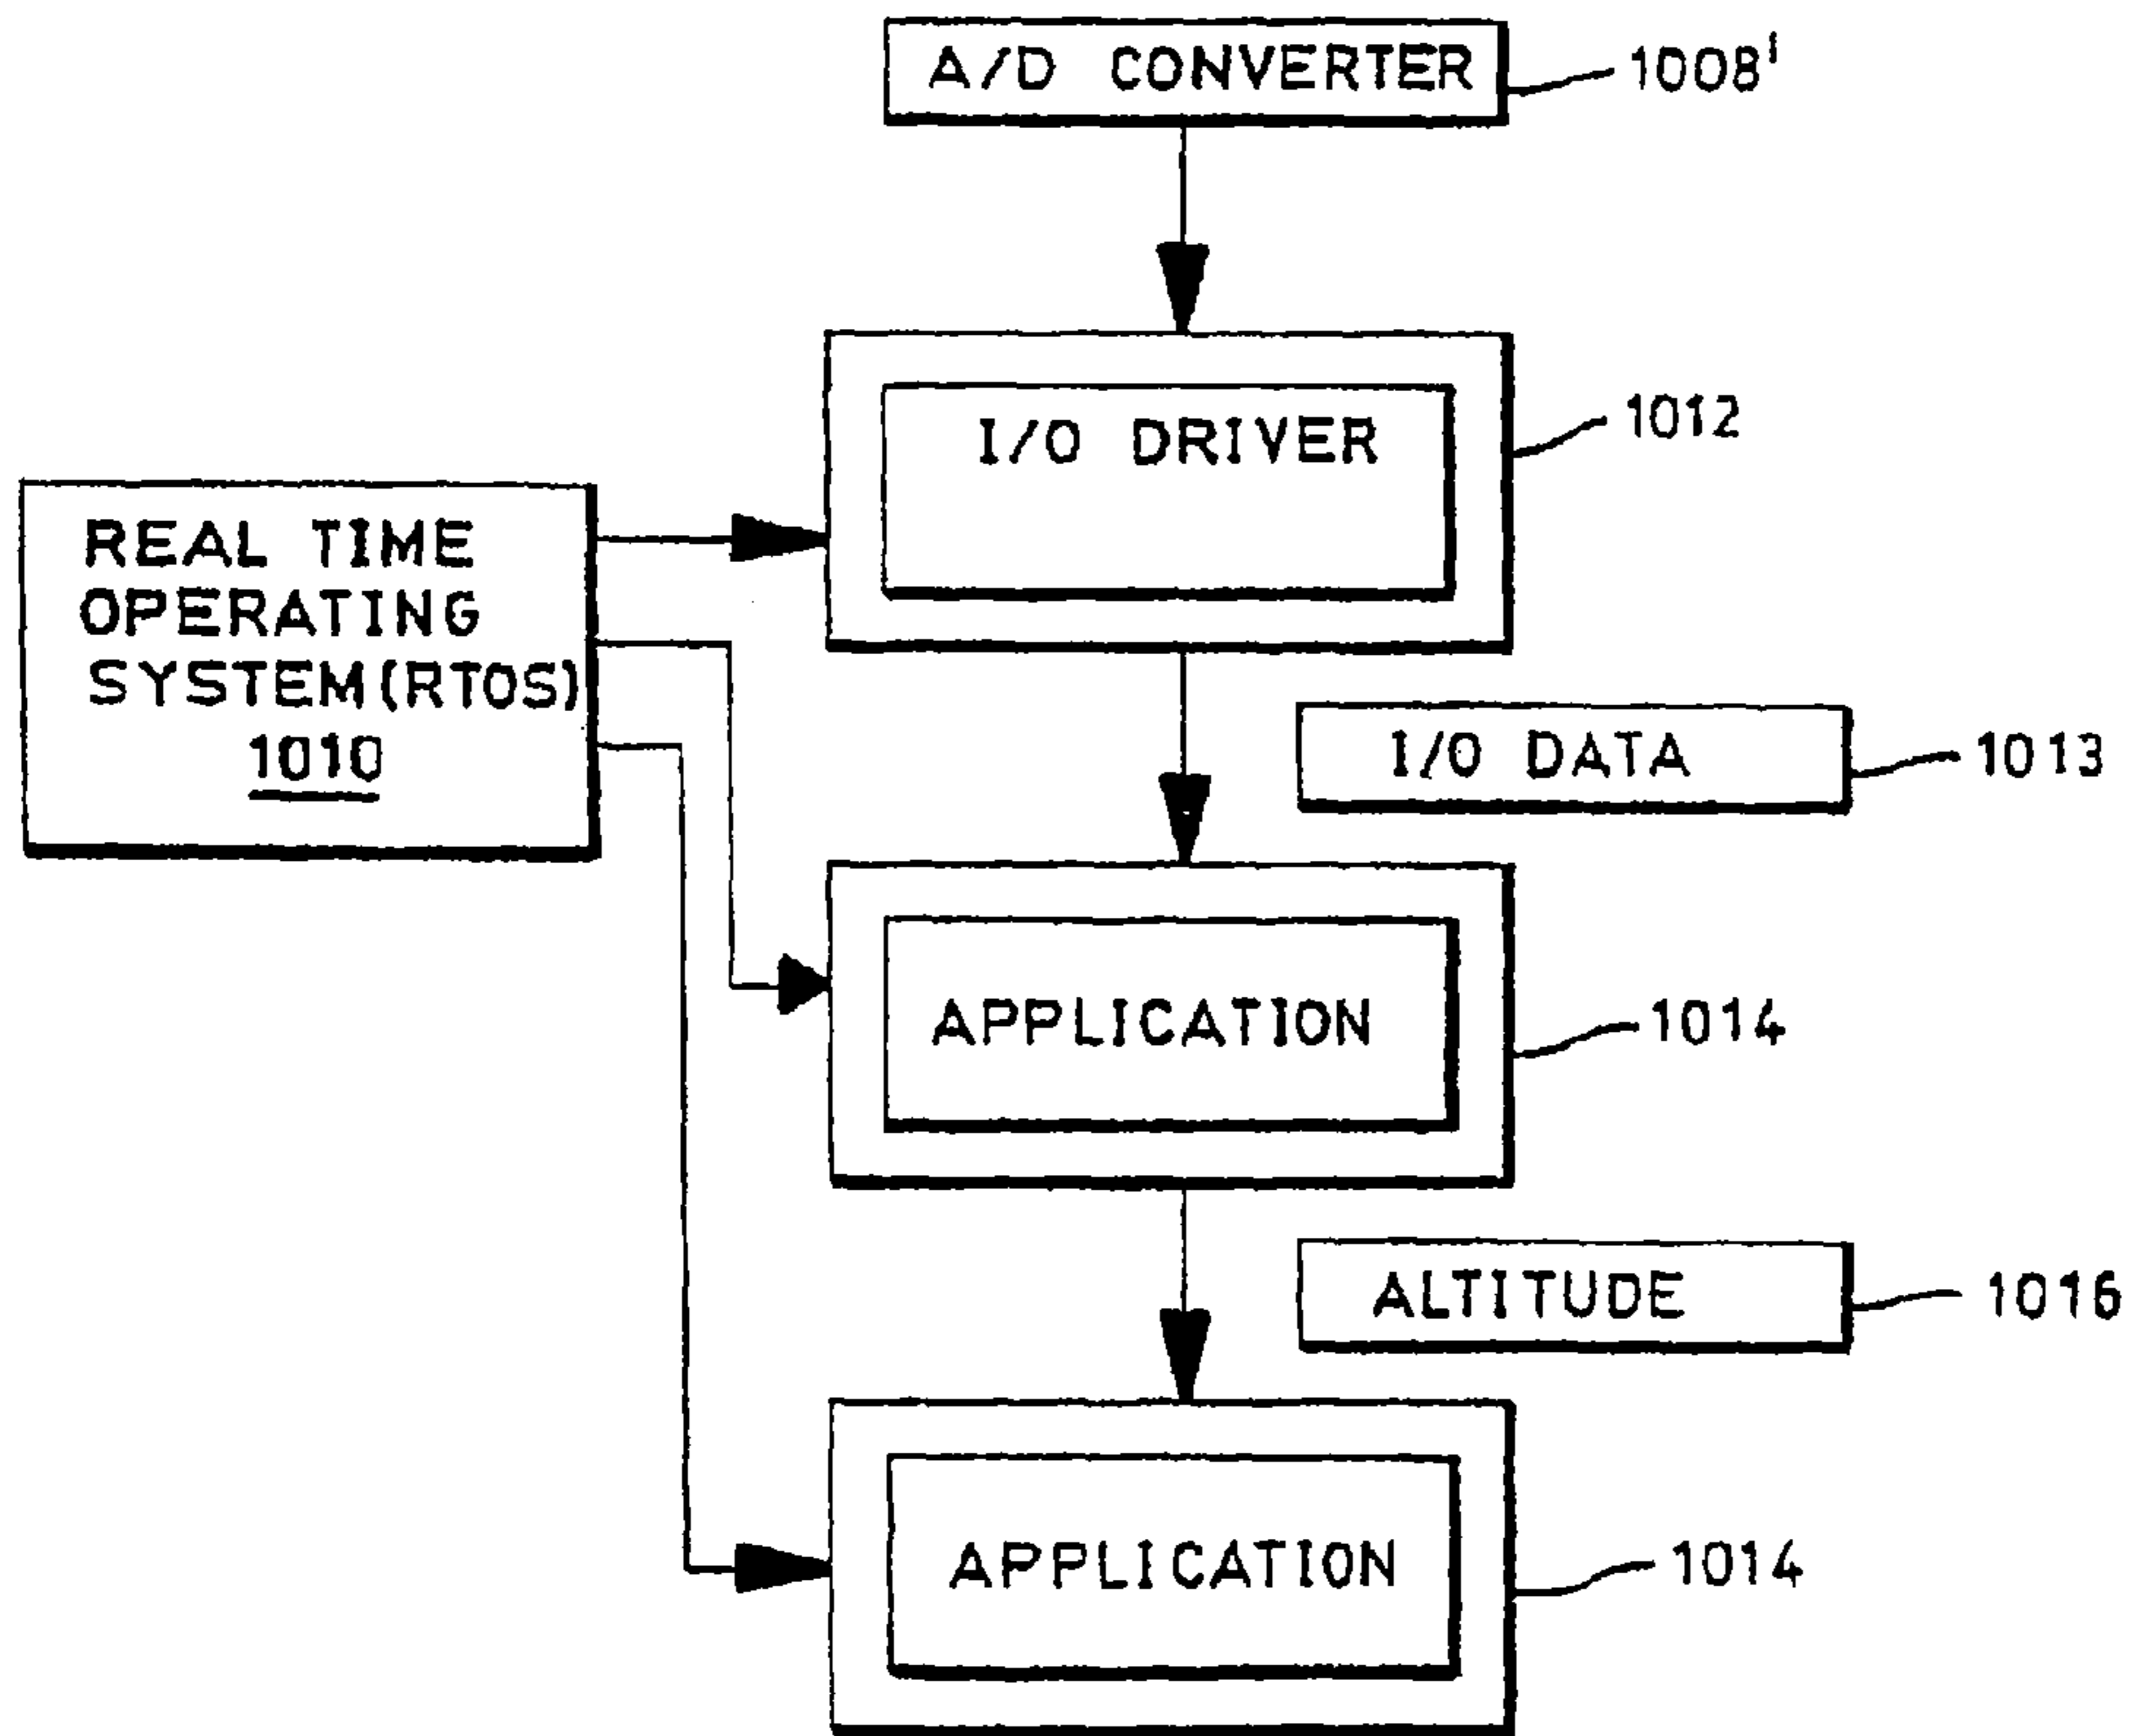 A/D CONVERTER
1008'
I/O DRIVER
1012
REAL TIME
OPERATING
SYSTEM(RTOS)
1010
I/O DATA
1013
APPLICATION
1014
ALTITUDE
1016
APPLICATION
1014